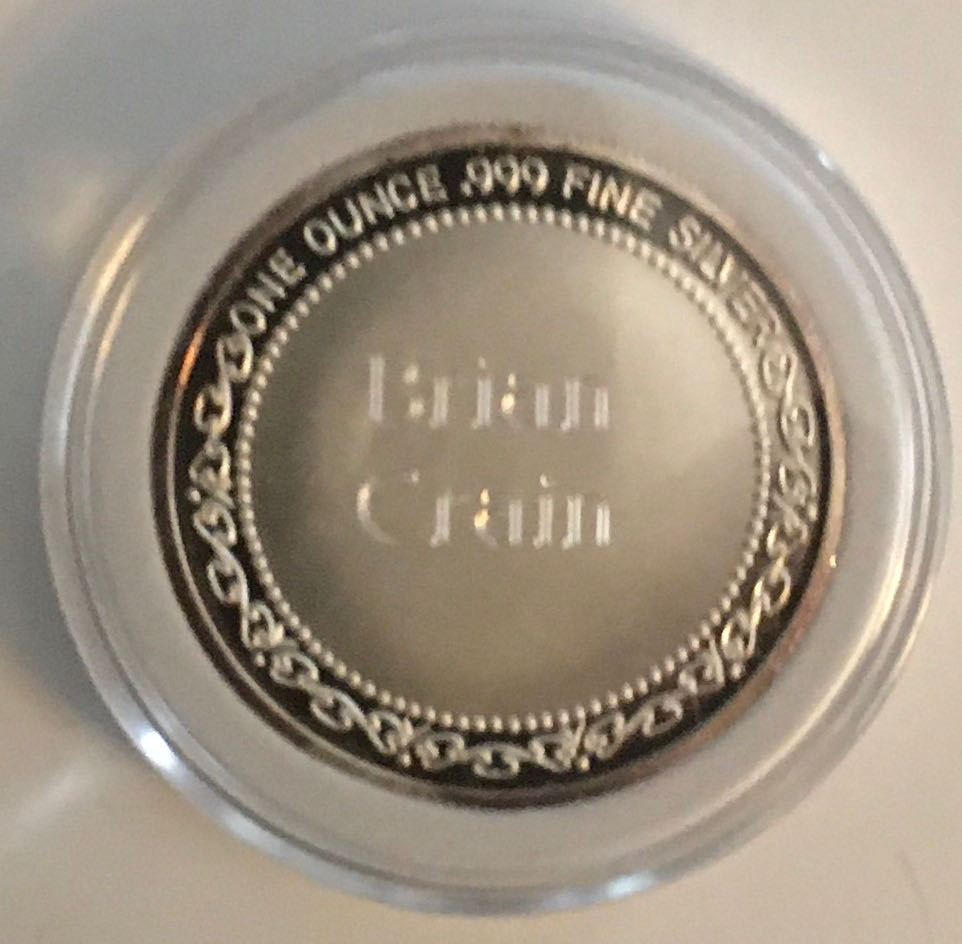 ONE OUNCE .999 FINE SILVER
Brian
Crain